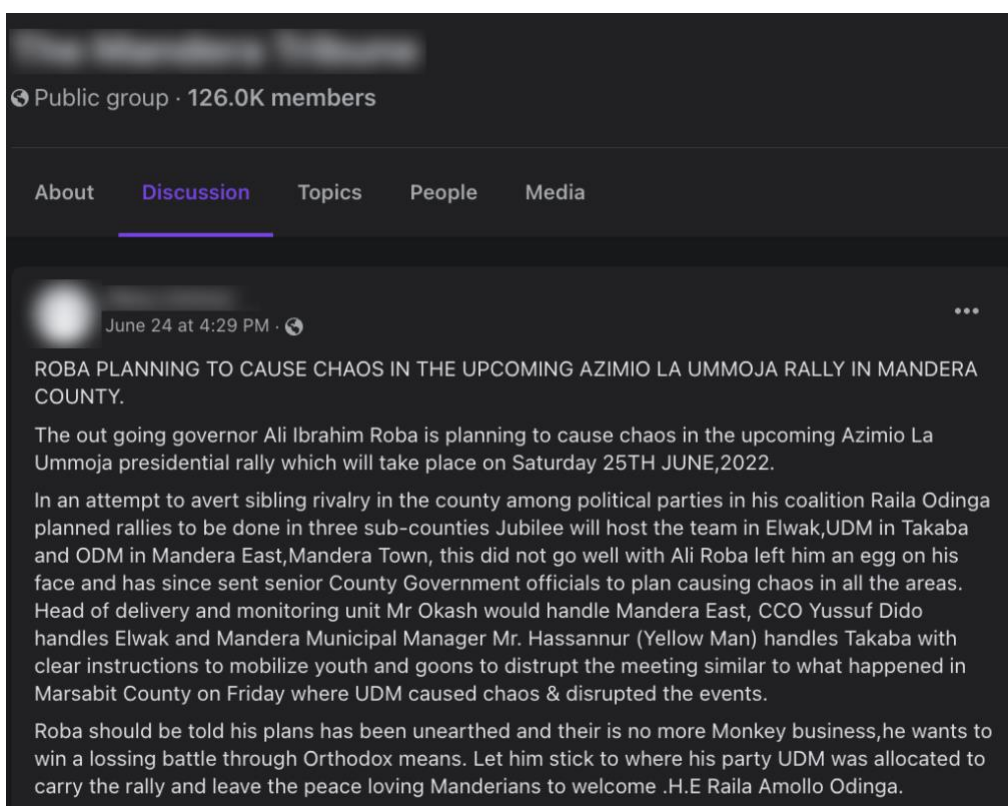 Public group · 126.0K members
About Discussion Topics People Media
June 24 at 4:29 PM ·
ROBA PLANNING TO CAUSE CHAOS IN THE UPCOMING AZIMIO LA UMMOJA RALLY IN MANDERA
COUNTY.
The out going governor Ali Ibrahim Roba is planning to cause chaos in the upcoming Azimio La
Ummoja presidential rally which will take place on Saturday 25TH JUNE,2022.
In an attempt to avert sibling rivalry in the county among political parties in his coalition Raila Odinga
planned rallies to be done in three sub-counties Jubilee will host the team in Elwak,UDM in Takaba
and ODM in Mandera East,Mandera Town, this did not go well with Ali Roba left him an egg on his
face and has since sent senior County Government officials to plan causing chaos in all the areas.
Head of delivery and monitoring unit Mr Okash would handle Mandera East, CCO Yussuf Dido
handles Elwak and Mandera Municipal Manager Mr. Hassannur (Yellow Man) handles Takaba with
clear instructions to mobilize youth and goons to distrupt the meeting similar to what happened in
Marsabit County on Friday where UDM caused chaos & disrupted the events.
Roba should be told his plans has been unearthed and their is no more Monkey business,he wants to
win a lossing battle through Orthodox means. Let him stick to where his party UDM was allocated to
carry the rally and leave the peace loving Manderians to welcome .H.E Raila Amollo Odinga.